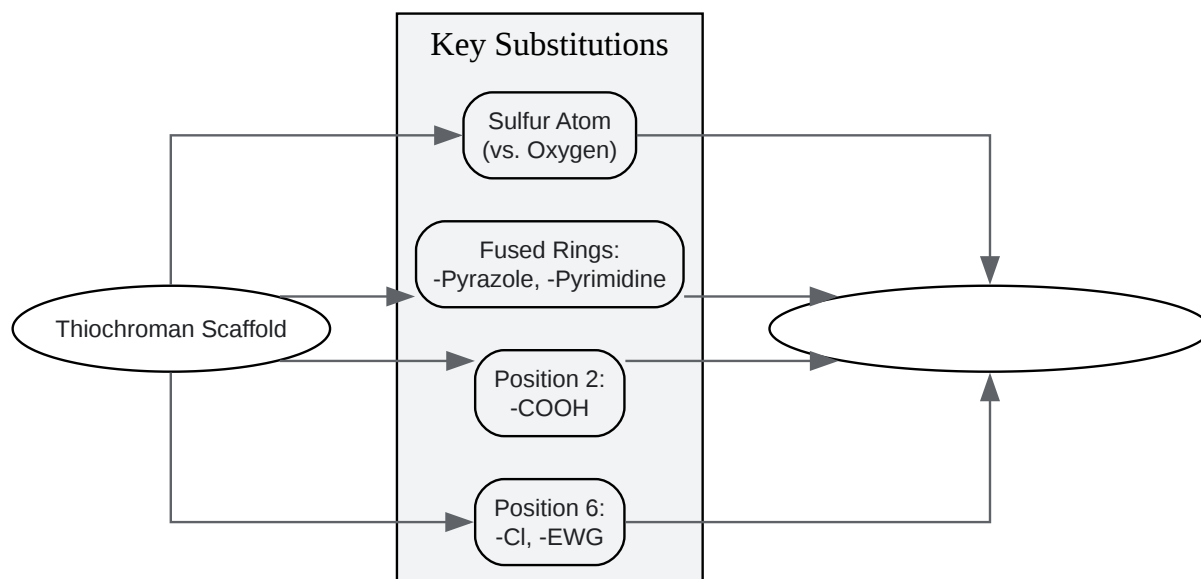 Key Substitutions
Sulfur Atom
(vs. Oxygen)
Fused Rings:
-Pyrazole, -Pyrimidine
Thiochroman Scaffold
Position 2:
-COOH
Position 6:
-Cl, -EWG